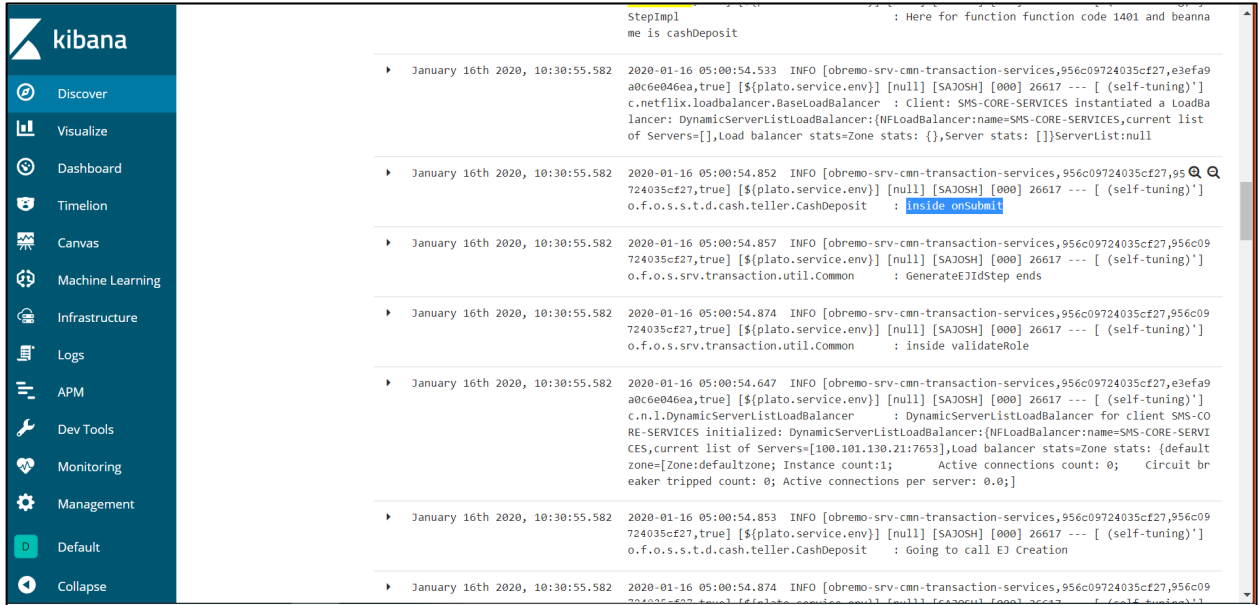 kibana
Discover
Visualize
Dashboard
Timelion
Canvas
Machine Learning
Infrastructure
Logs
APM
Dev Tools
Monitoring
Management
D Default
Collapse
StepImpl : Here for function function code 1401 and beanna
me is cashDeposit
January 16th 2020, 10:30:55.582 2020-01-16 05:00:54.533 INFO [obremo-srv-cmn-transaction-services,956c09724035cf27,e3efa9
a0c6e046ea,true] [${plato.service.env}] [null] [SAJOSH] [000] 26617 --- [ (self-tuning)']
c.netflix.loadbalancer.BaseLoadBalancer : Client: SMS-CORE-SERVICES instantiated a LoadBa
lancer: DynamicServerListLoadBalancer:{NFLoadBalancer:name=SMS-CORE-SERVICES,current list
of Servers=[],Load balancer stats=Zone stats: {},Server stats: []}ServerList:null
January 16th 2020, 10:30:55.582 2020-01-16 05:00:54.852 INFO [obremo-srv-cmn-transaction-services,956c09724035cf27,95
724035cf27,true] [${plato.service.env}] [null] [SAJOSH] [000] 26617 --- [ (self-tuning)']
o.f.o.s.s.t.d.cash.teller.CashDeposit : inside onSubmit
January 16th 2020, 10:30:55.582 2020-01-16 05:00:54.857 INFO [obremo-srv-cmn-transaction-services,956c09724035cf27,956c09
724035cf27,true] [${plato.service.env}] [null] [SAJOSH] [000] 26617 --- [ (self-tuning)']
o.f.o.s.srv.transaction.util.Common : GenerateEJIdStep ends
January 16th 2020, 10:30:55.582 2020-01-16 05:00:54.874 INFO [obremo-srv-cmn-transaction-services,956c09724035cf27,956c09
724035cf27,true] [${plato.service.env}] [null] [SAJOSH] [000] 26617 --- [ (self-tuning)']
o.f.o.s.srv.transaction.util.Common : inside validateRole
January 16th 2020, 10:30:55.582 2020-01-16 05:00:54.647 INFO [obremo-srv-cmn-transaction-services,956c09724035cf27,e3efa9
a0c6e046ea,true] [${plato.service.env}] [null] [SAJOSH] [000] 26617 --- [ (self-tuning)']
c.n.l.DynamicServerListLoadBalancer : DynamicServerListLoadBalancer for client SMS-CO
RE-SERVICES initialized: DynamicServerListLoadBalancer:{NFLoadBalancer:name=SMS-CORE-SERVI
CES,current list of Servers=[100.101.130.21:7653],Load balancer stats=Zone stats: {default
zone=[Zone:defaultzone; Instance count:1; Active connections count: 0; Circuit br
eaker tripped count: 0; Active connections per server: 0.0;]
January 16th 2020, 10:30:55.582 2020-01-16 05:00:54.853 INFO [obremo-srv-cmn-transaction-services,956c09724035cf27,956c09
724035cf27,true] [${plato.service.env}] [null] [SAJOSH] [000] 26617 --- [ (self-tuning)']
o.f.o.s.s.t.d.cash.teller.CashDeposit : Going to call EJ Creation
January 16th 2020, 10:30:55.582 2020-01-16 05:00:54.874 INFO [obremo-srv-cmn-transaction-services,956c09724035cf27,956c09